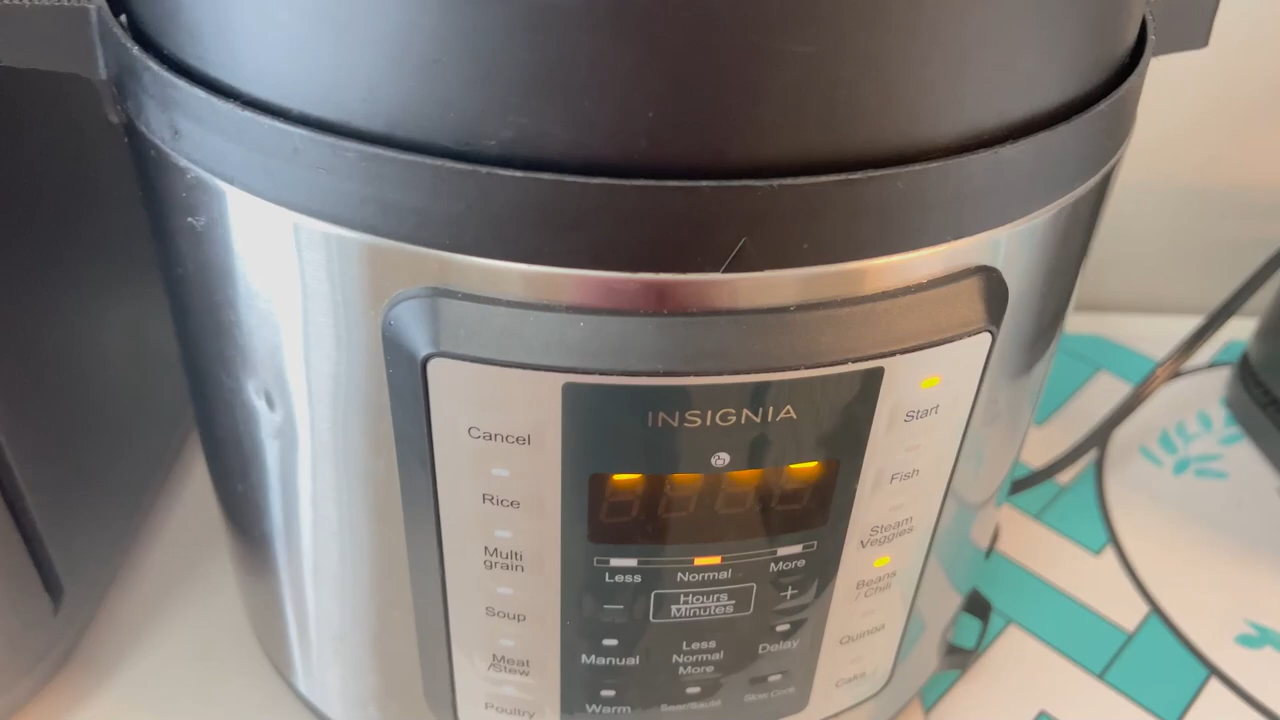 INSIGNIA
Cancel
Rice
Multi
grain
Soup
Meat
/Stew
Poultry
Less
Normal
More
Hours
Minutes
Manual
Less
Normal
More
Delay
Warm
Sear/Sauté
Slow Cook
Start
Fish
Steam
Veggies
Beans
/ Chili
Quinoa
Cake